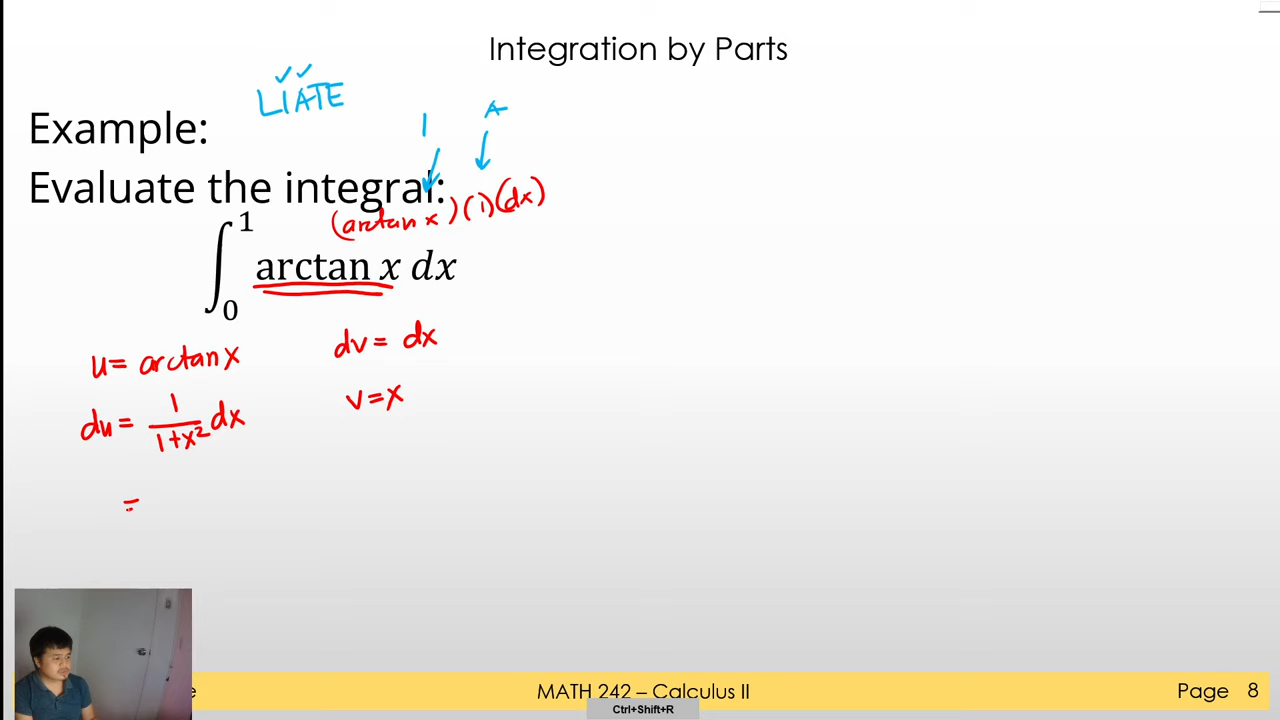 Integration by Parts
LIATE
Example:
I A
Evaluate the integral:
(arctan x)(1)(dx)
∫₀¹ arctan x dx
u = arctan x dv = dx
du = 1/(1+x²) dx v = x
=
e MATH 242 – Calculus II Page 8
Ctrl+Shift+R